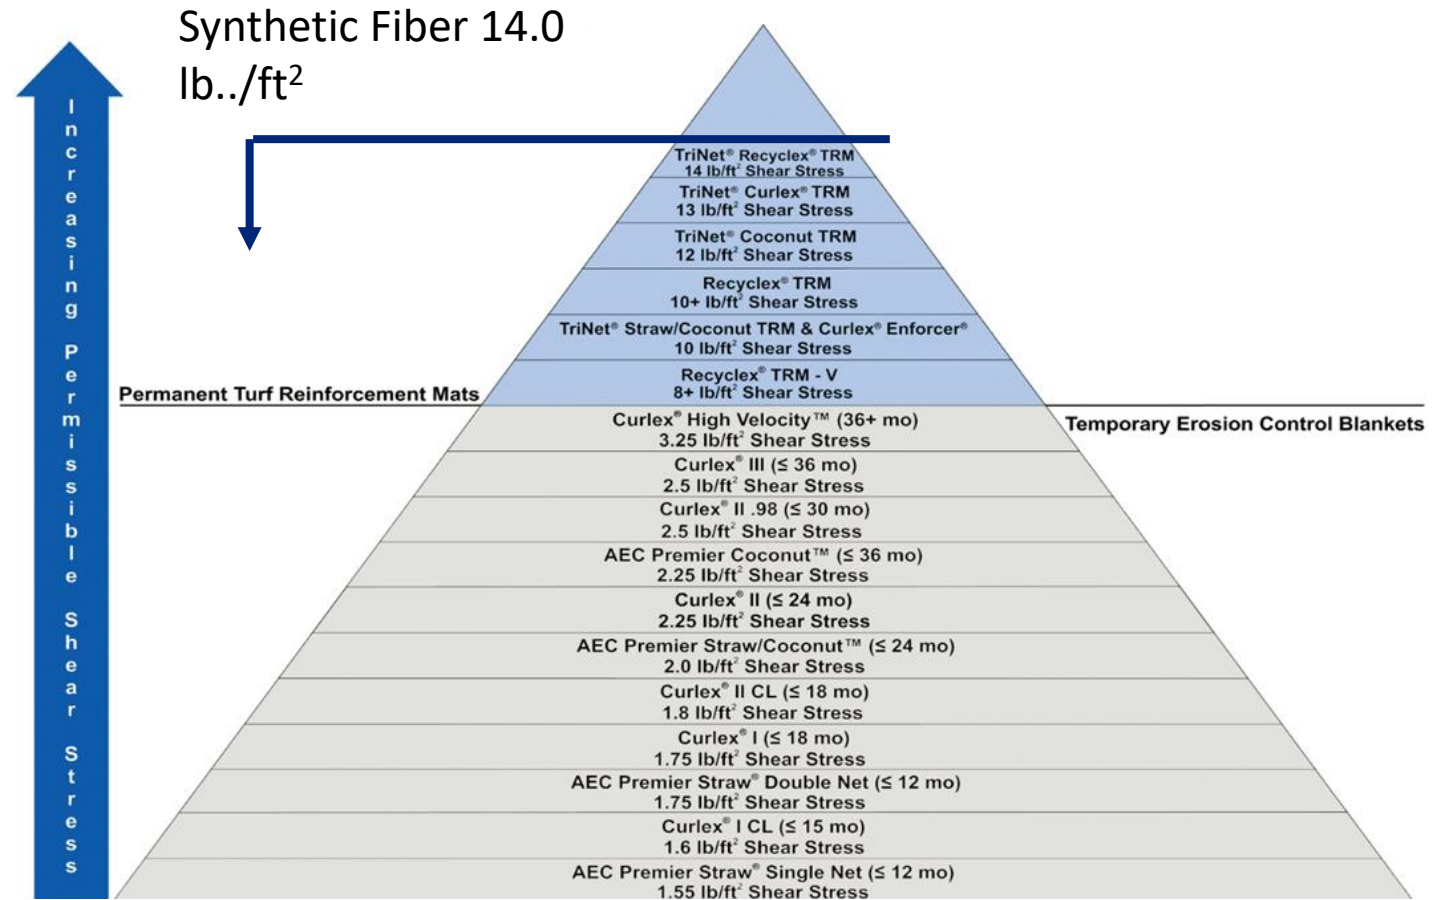 Synthetic Fiber 14.0
lb../ft²
Increasing Permissible Shear Stress
TriNet® Recyclex® TRM
14 lb/ft² Shear Stress
TriNet® Curlex® TRM
13 lb/ft² Shear Stress
TriNet® Coconut TRM
12 lb/ft² Shear Stress
Recyclex® TRM
10+ lb/ft² Shear Stress
TriNet® Straw/Coconut TRM & Curlex® Enforcer®
10 lb/ft² Shear Stress
Recyclex® TRM - V
8+ lb/ft² Shear Stress
Permanent Turf Reinforcement Mats
Temporary Erosion Control Blankets
Curlex® High Velocity™ (36+ mo)
3.25 lb/ft² Shear Stress
Curlex® III (≤ 36 mo)
2.5 lb/ft² Shear Stress
Curlex® II .98 (≤ 30 mo)
2.5 lb/ft² Shear Stress
AEC Premier Coconut™ (≤ 36 mo)
2.25 lb/ft² Shear Stress
Curlex® II (≤ 24 mo)
2.25 lb/ft² Shear Stress
AEC Premier Straw/Coconut™ (≤ 24 mo)
2.0 lb/ft² Shear Stress
Curlex® II CL (≤ 18 mo)
1.8 lb/ft² Shear Stress
Curlex® I (≤ 18 mo)
1.75 lb/ft² Shear Stress
AEC Premier Straw® Double Net (≤ 12 mo)
1.75 lb/ft² Shear Stress
Curlex® I CL (≤ 15 mo)
1.6 lb/ft² Shear Stress
AEC Premier Straw® Single Net (≤ 12 mo)
1.55 lb/ft² Shear Stress